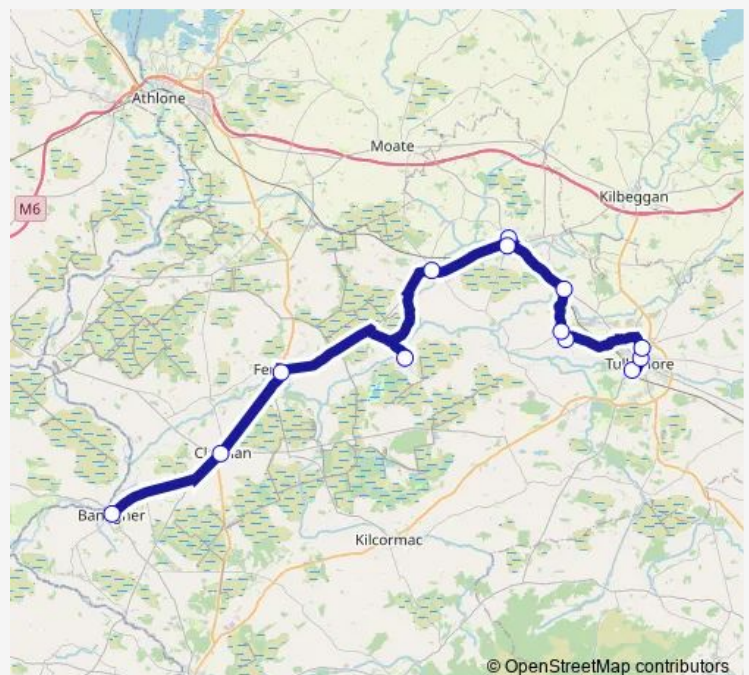 Athlone
Moate
Kilbeggan
M6
Kilcormac
© OpenStreetMap contributors